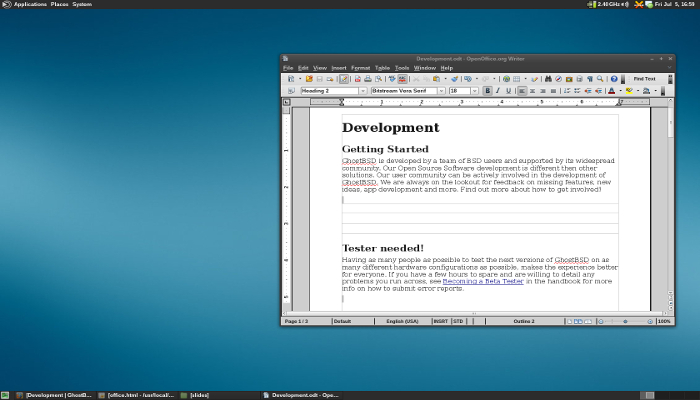 Applications Places System
2.40 GHz
Fri Jul 5, 16:59
Development.odt - OpenOffice.org Writer
File Edit View Insert Format Table Tools Window Help
Find Text
Heading 2
Bitstream Vera Serif
18
Development
Getting Started
GhostBSD is developed by a team of BSD users and supported by its widespread
community. Our Open Source Software development is different then other
solutions. Our user community can be actively involved in the development of
GhostBSD. We are always on the lookout for feedback on missing features, new
ideas, app development and more. Find out more about how to get involved!
Tester needed!
Having as many people as possible to test the next versions of GhostBSD on as
many different hardware configurations as possible, makes the experience better
for everyone. If you have a few hours to spare and are willing to detail any
problems you run across, see Becoming a Beta Tester in the handbook for more
info on how to submit error reports.
Page 1 / 2
Default
English (USA)
INSRT
STD
Outline 2
100%
[Development | GhostB...
[office.html - /usr/local/...
[slides]
Development.odt - Ope...